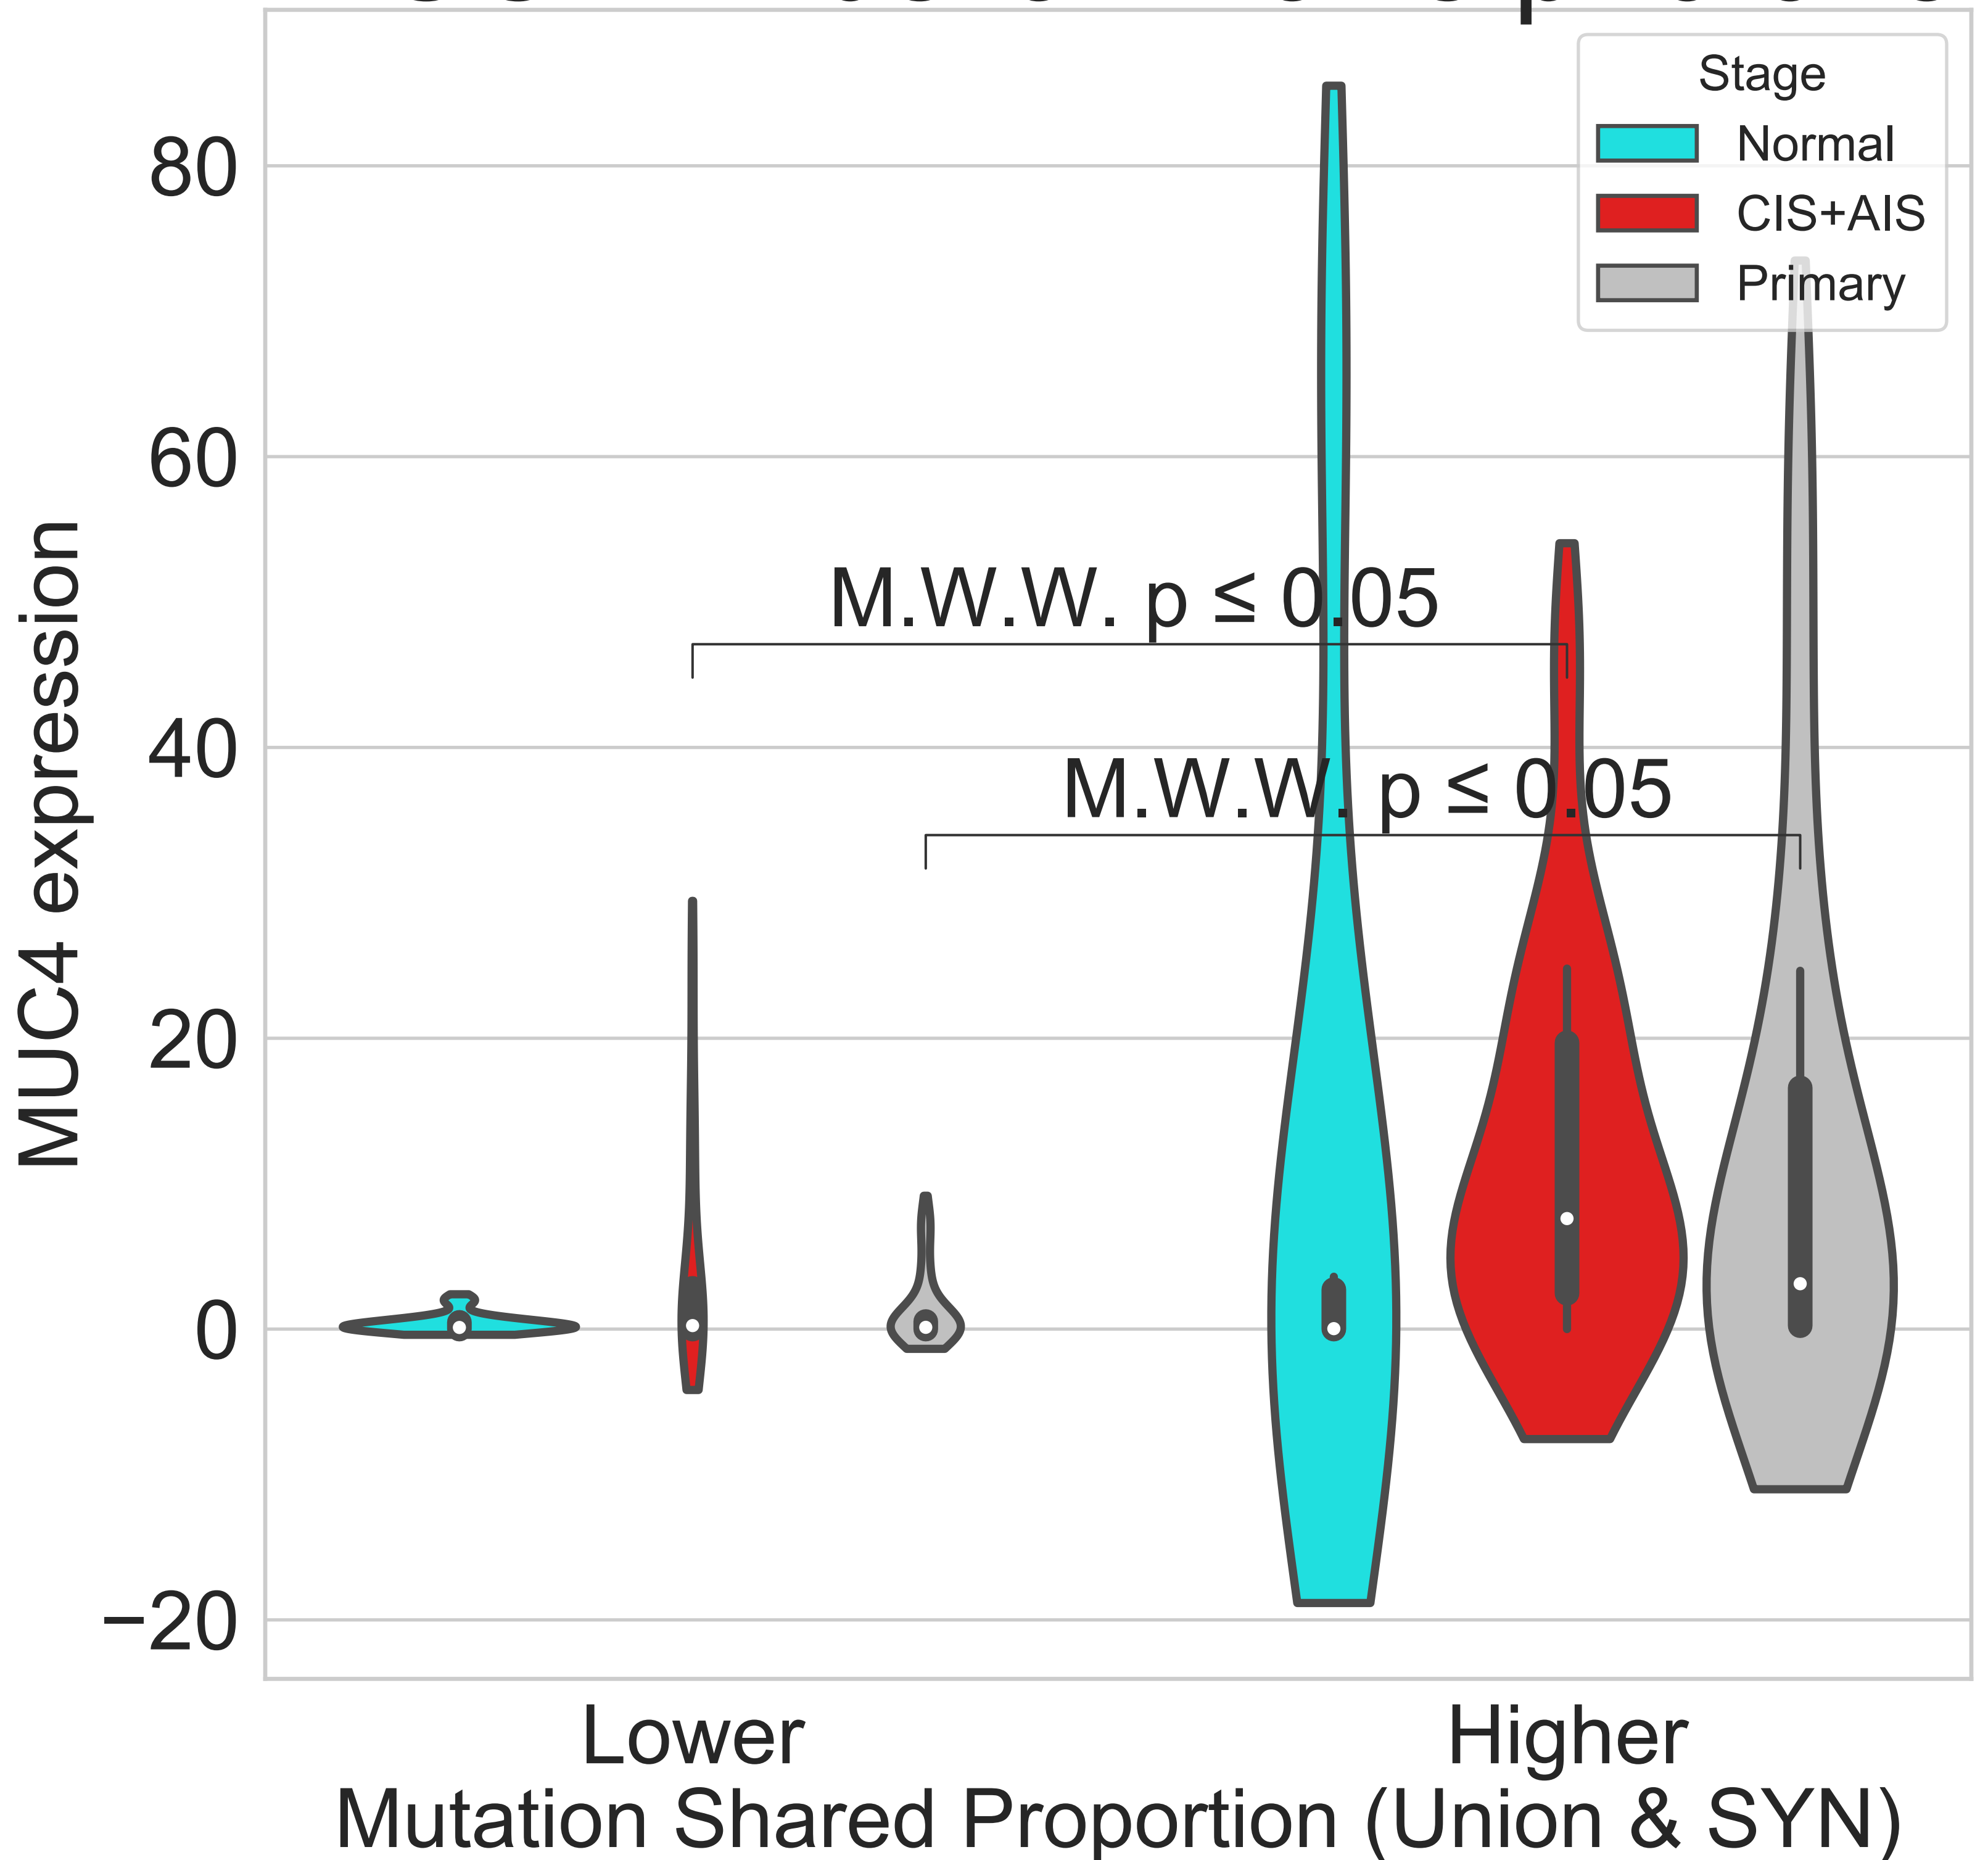 Stage
Normal
CIS+AIS
Primary
80
60
40
20
0
−20
MUC4 expression
M.W.W. p ≤ 0.05
M.W.W. p ≤ 0.05
Lower
Higher
Mutation Shared Proportion (Union & SYN)